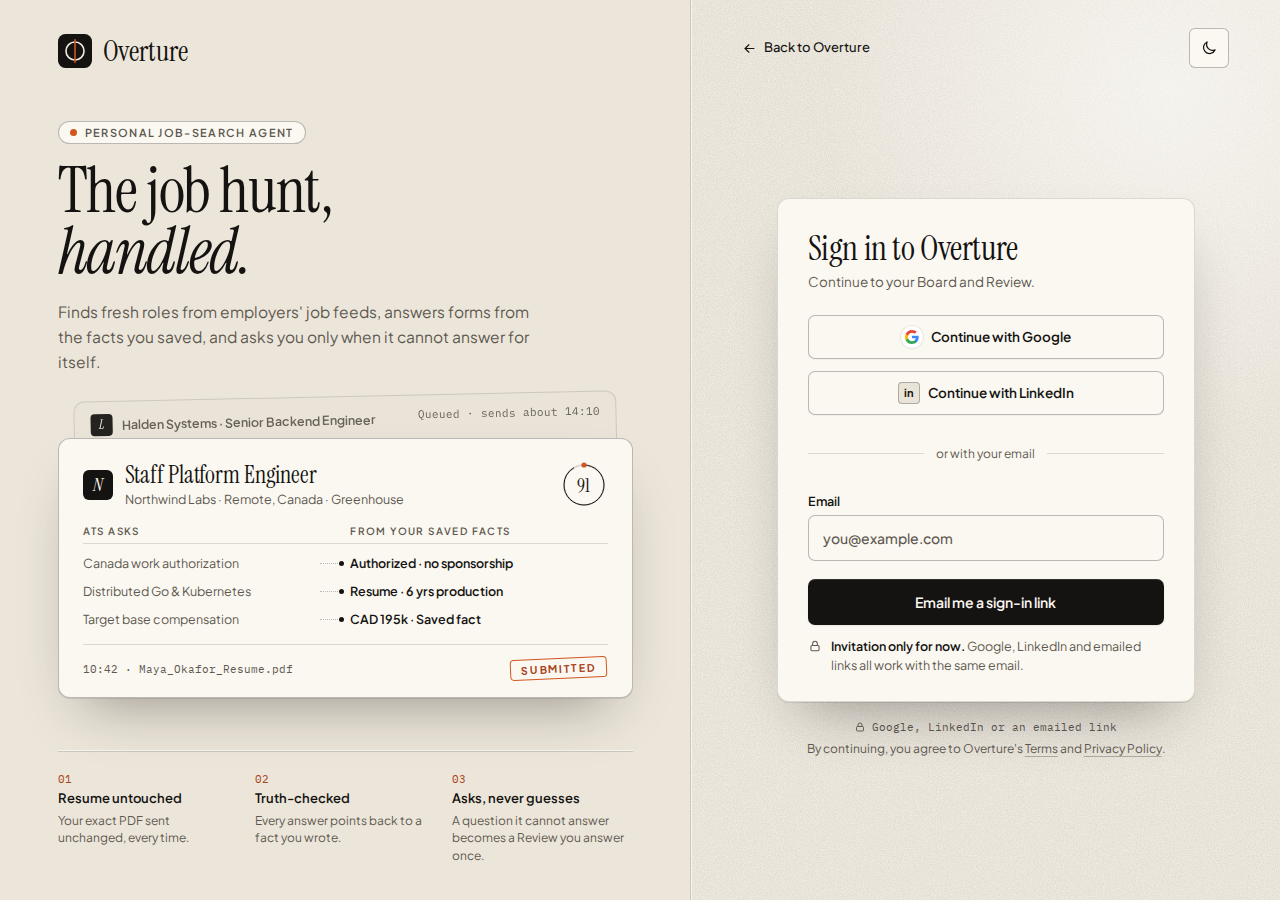 Overture
PERSONAL JOB-SEARCH AGENT
The job hunt,
handled.
Finds fresh roles from employers' job feeds, answers forms from
the facts you saved, and asks you only when it cannot answer for
itself.
L Halden Systems · Senior Backend Engineer Queued · sends about 14:10
N Staff Platform Engineer 91
Northwind Labs · Remote, Canada · Greenhouse
ATS ASKS FROM YOUR SAVED FACTS
Canada work authorization Authorized · no sponsorship
Distributed Go & Kubernetes Resume · 6 yrs production
Target base compensation CAD 195k · Saved fact
10:42 · Maya_Okafor_Resume.pdf SUBMITTED
01
Resume untouched
Your exact PDF sent
unchanged, every time.
02
Truth-checked
Every answer points back to a
fact you wrote.
03
Asks, never guesses
A question it cannot answer
becomes a Review you answer
once.
← Back to Overture
Sign in to Overture
Continue to your Board and Review.
G Continue with Google
in Continue with LinkedIn
or with your email
Email
you@example.com
Email me a sign-in link
Invitation only for now. Google, LinkedIn and emailed
links all work with the same email.
Google, LinkedIn or an emailed link
By continuing, you agree to Overture's Terms and Privacy Policy.